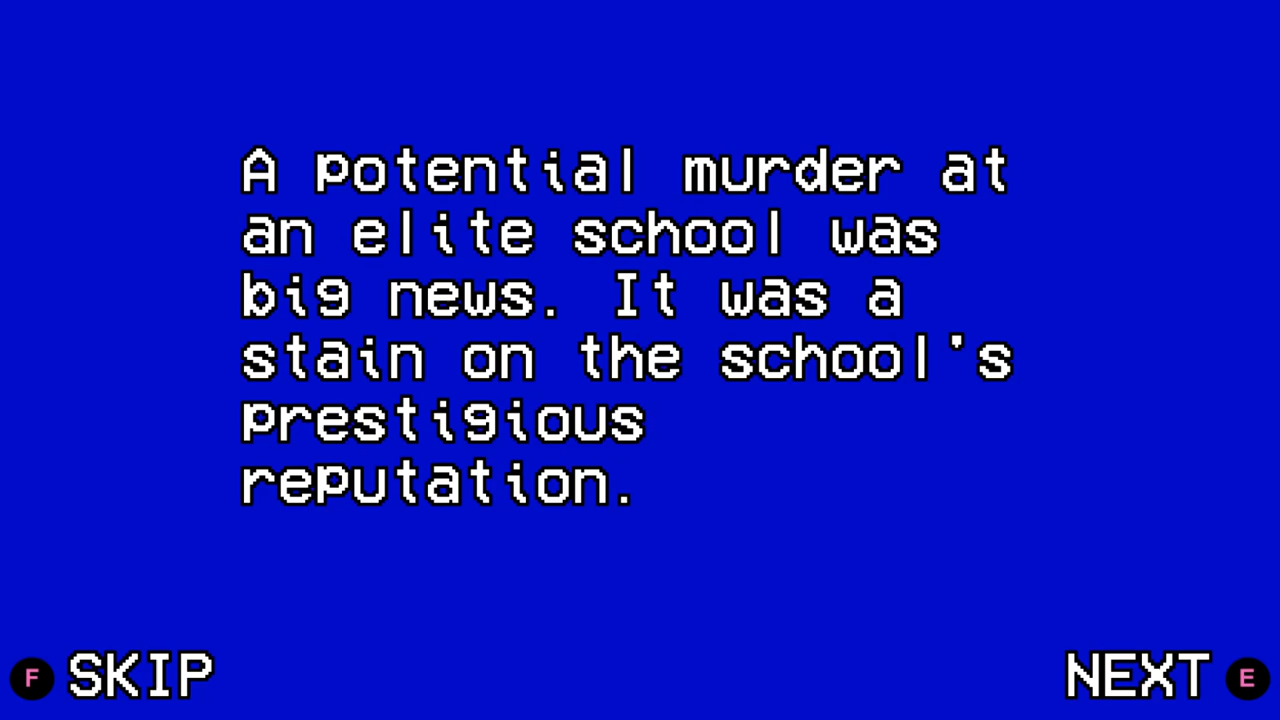 A potential murder at
an elite school was
big news. It was a
stain on the school's
prestigious
reputation.
F SKIP
NEXT E